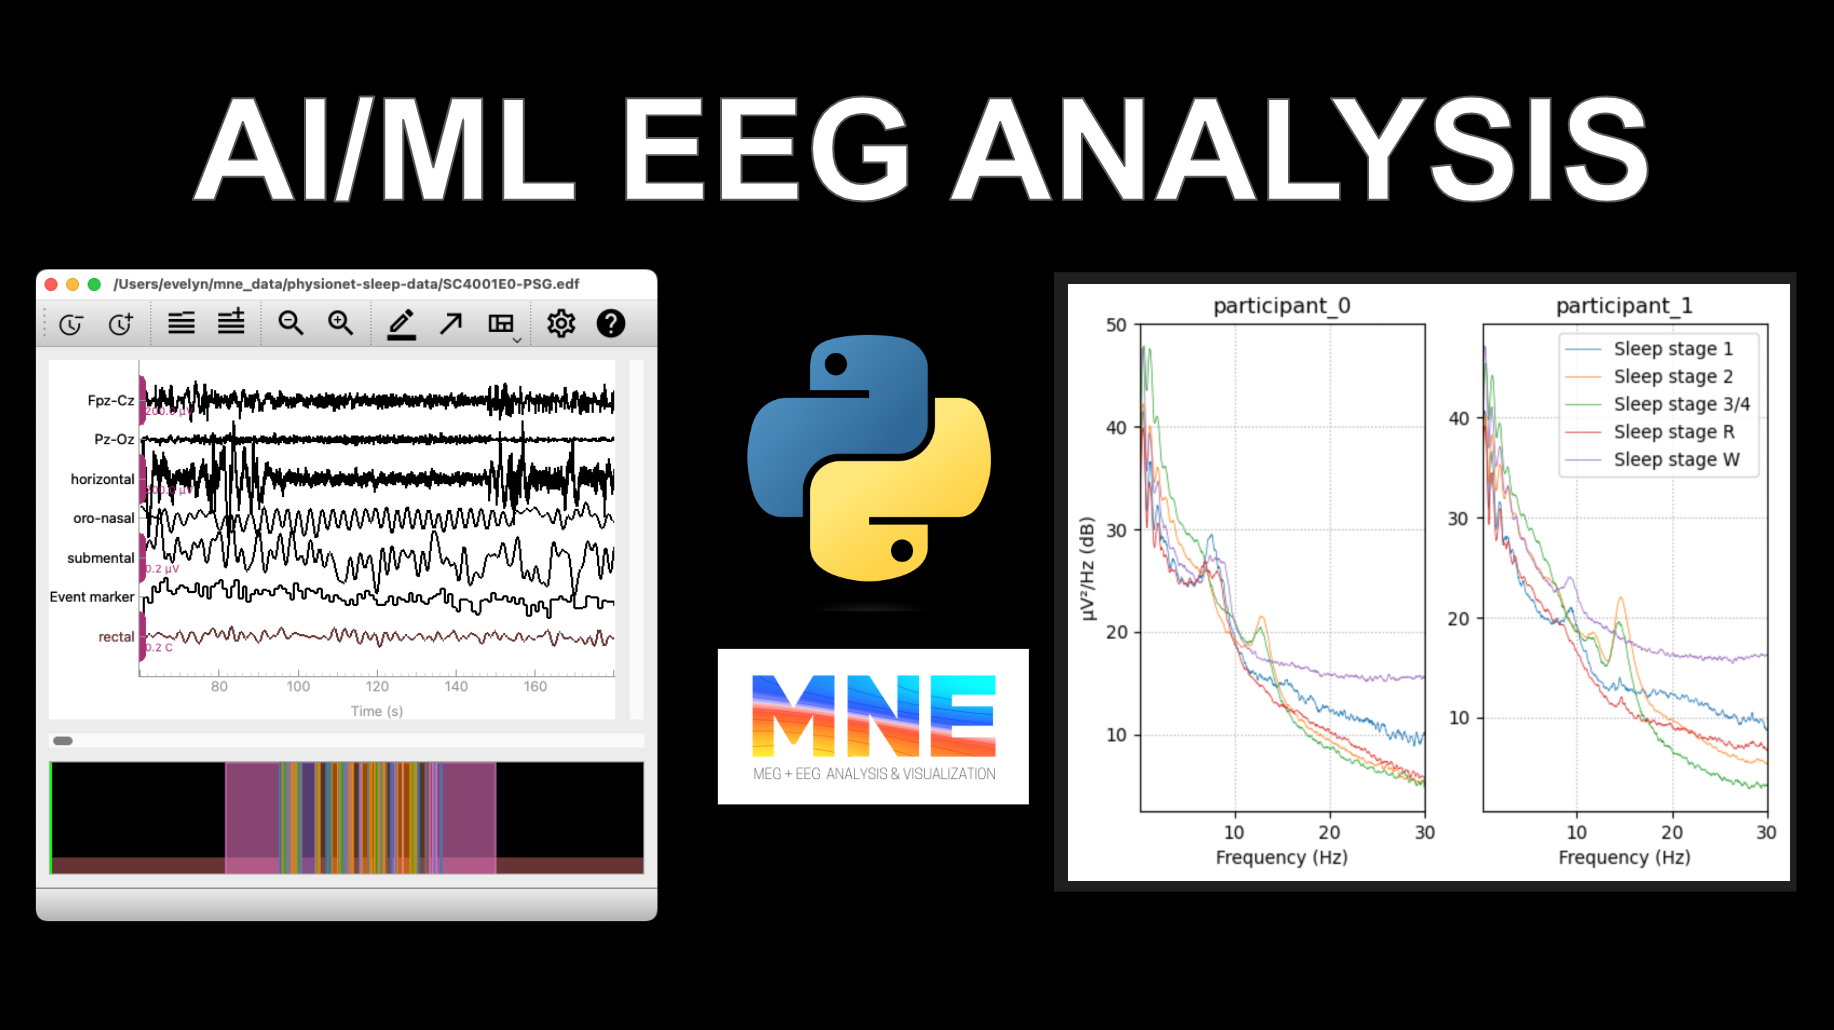 AI/ML EEG ANALYSIS
/Users/evelyn/mne_data/physionet-sleep-data/SC4001E0-PSG.edf
Fpz-Cz
200.0 µV
Pz-Oz
horizontal
oro-nasal
submental
0.2 µV
Event marker
rectal
0.2 C
80 100 120 140 160
Time (s)
MNE
MEG + EEG ANALYSIS & VISUALIZATION
participant_0
50
40
30
20
10
µV²/Hz (dB)
10 20 30
Frequency (Hz)
participant_1
Sleep stage 1
Sleep stage 2
Sleep stage 3/4
Sleep stage R
Sleep stage W
40
30
20
10
10 20 30
Frequency (Hz)